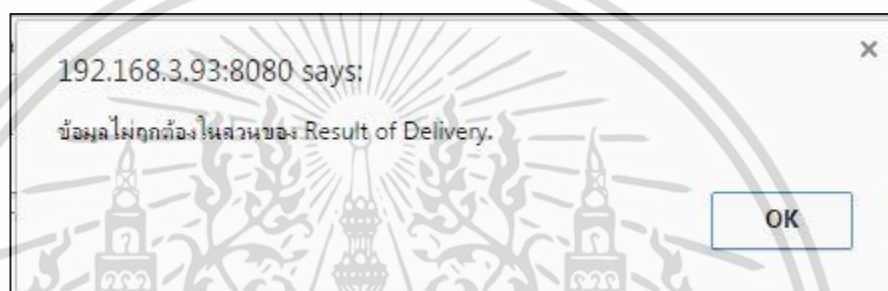 192.168.3.93:8080 says:
ข้อมูลไม่ถูกต้องในส่วนของ Result of Delivery.
OK